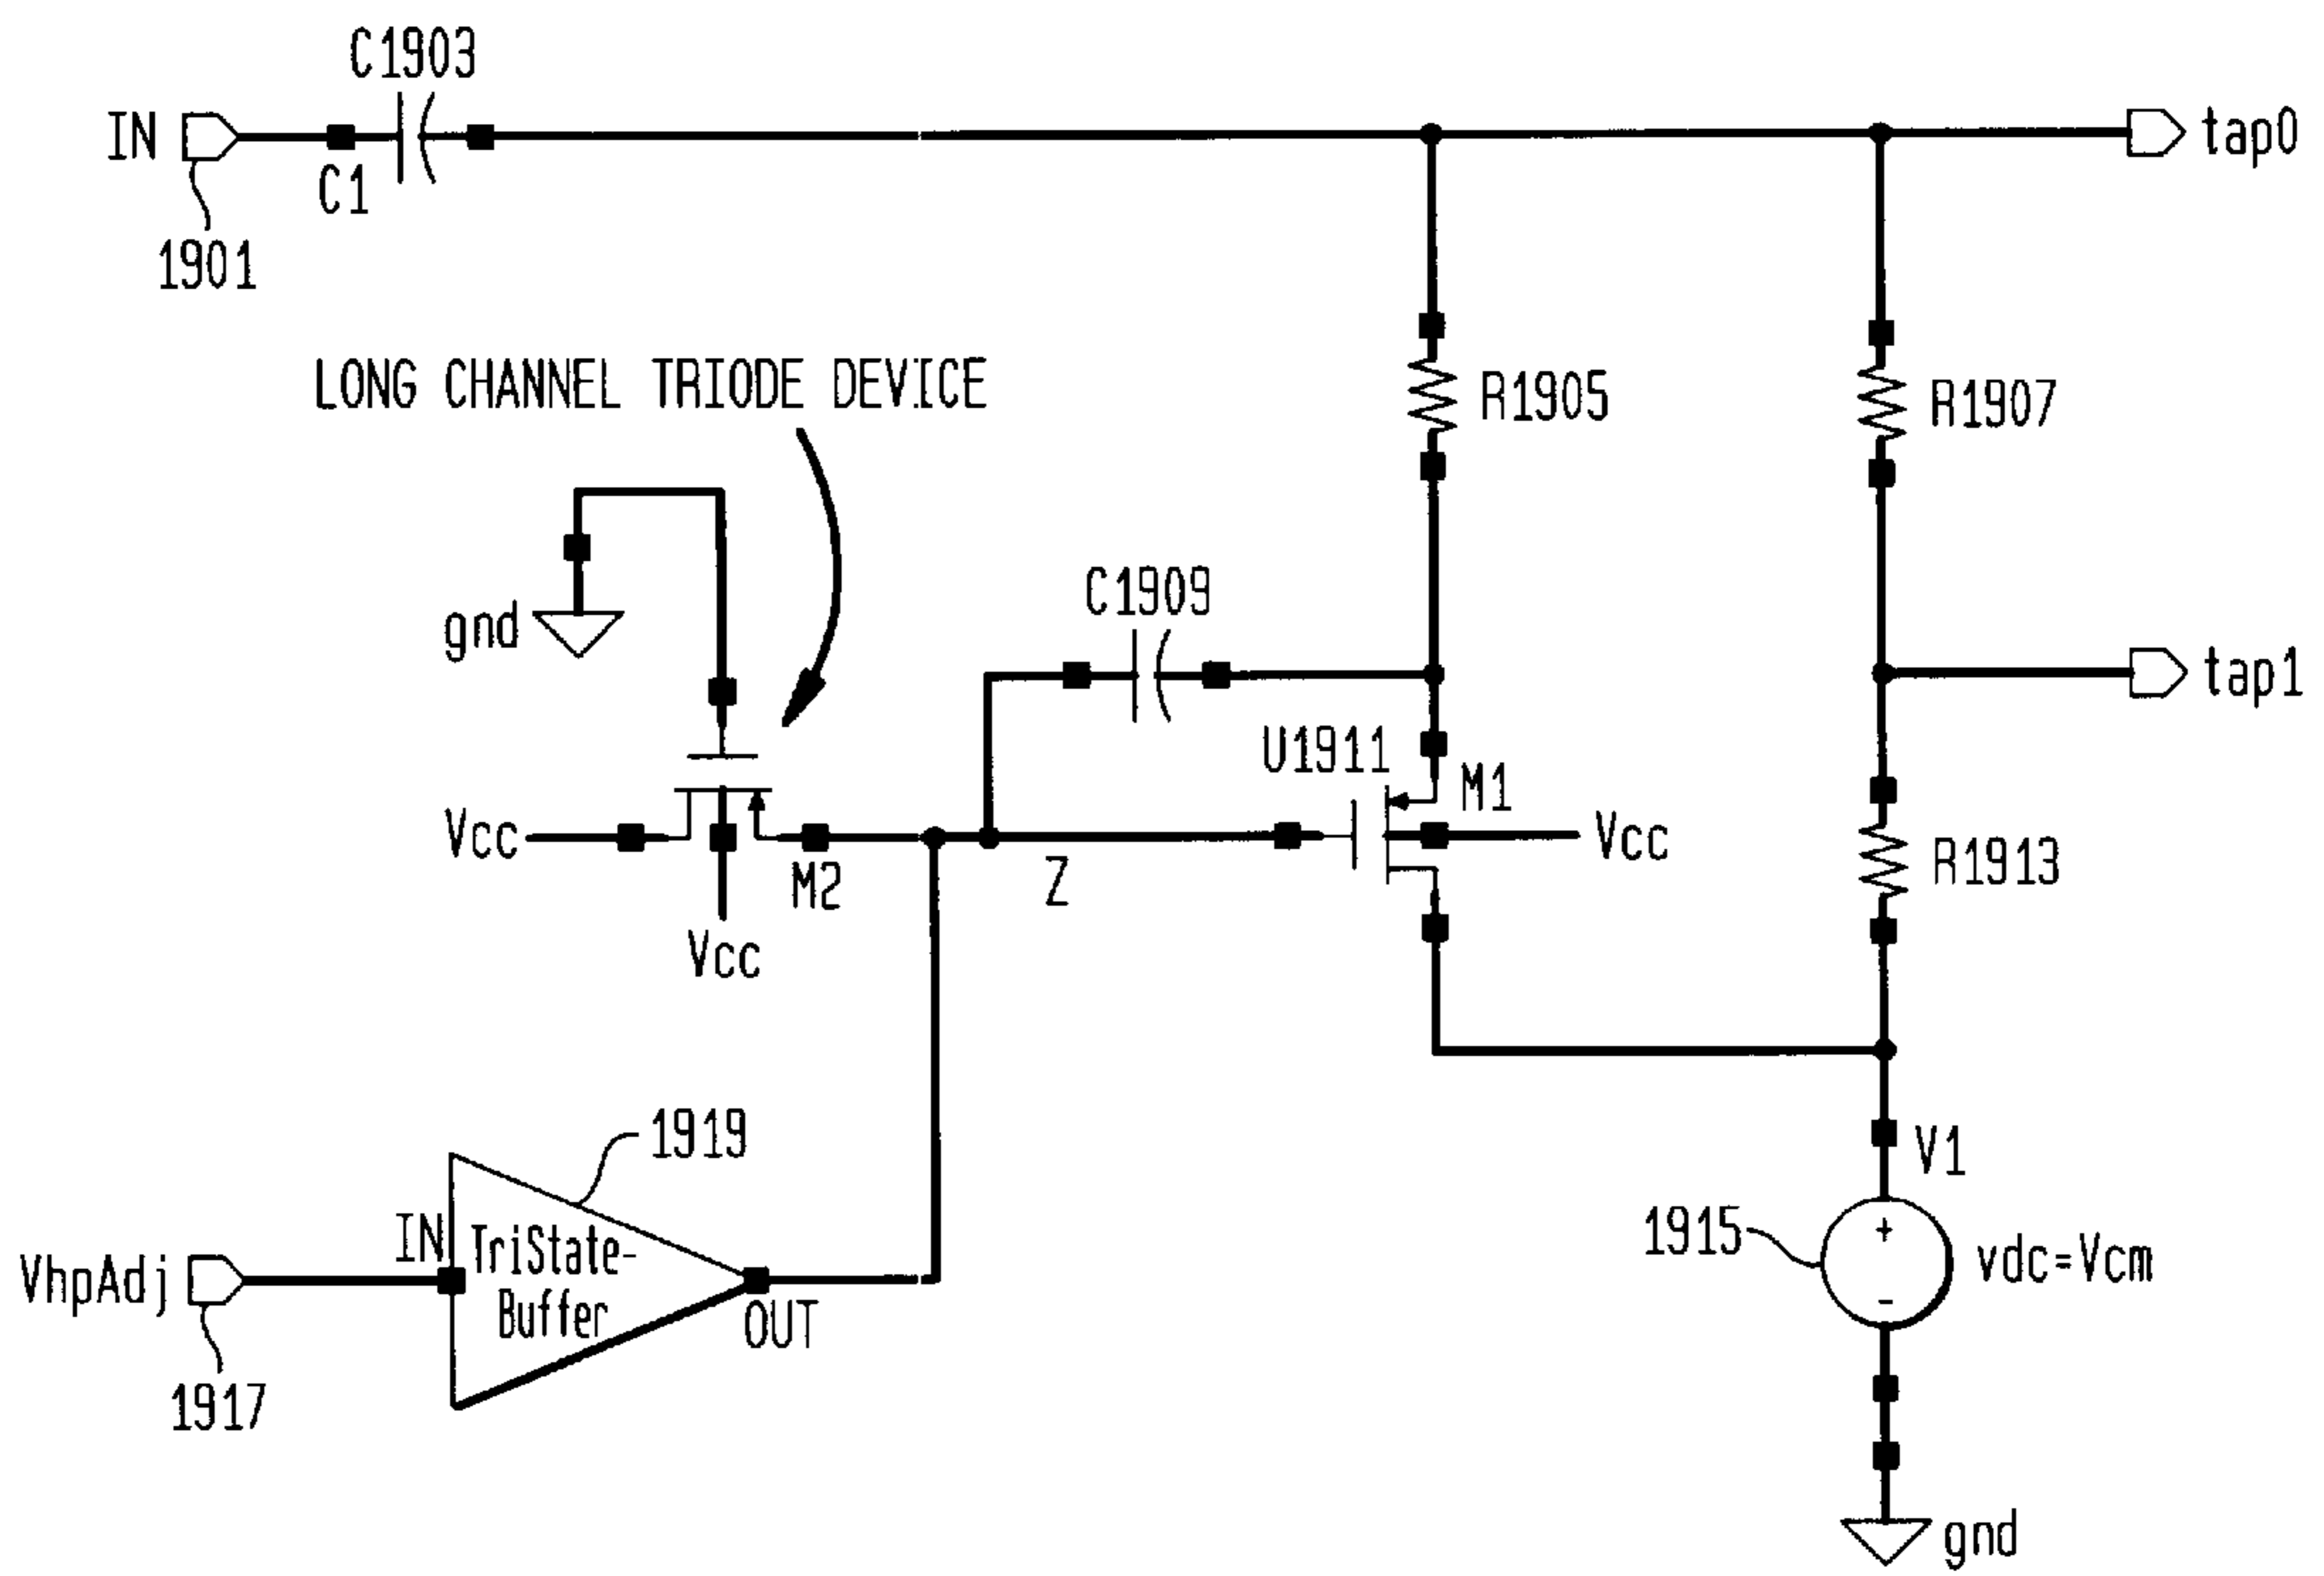 C1903
IN
tap0
C1
1901
LONG CHANNEL TRIODE DEVICE
R1905
R1907
C1909
gnd
tap1
U1911
M1
Vcc
Vcc
R1913
M2
Z
Vcc
1919
V1
IN
TriState-
Buffer
1915
+
vdc=Vcm
-
VhpAdj
OUT
1917
gnd